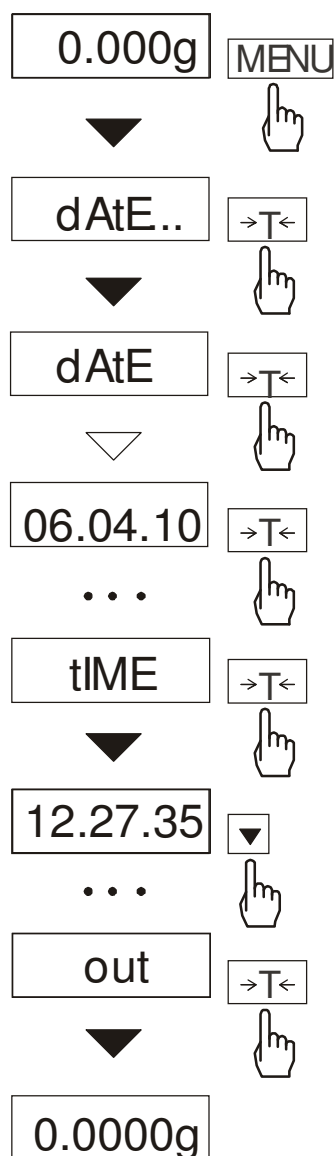 0.000g MENU
dAtE.. →T←
dAtE →T←
06.04.10 →T←
...
tIME →T←
12.27.35 ▼
...
out →T←
0.0000g